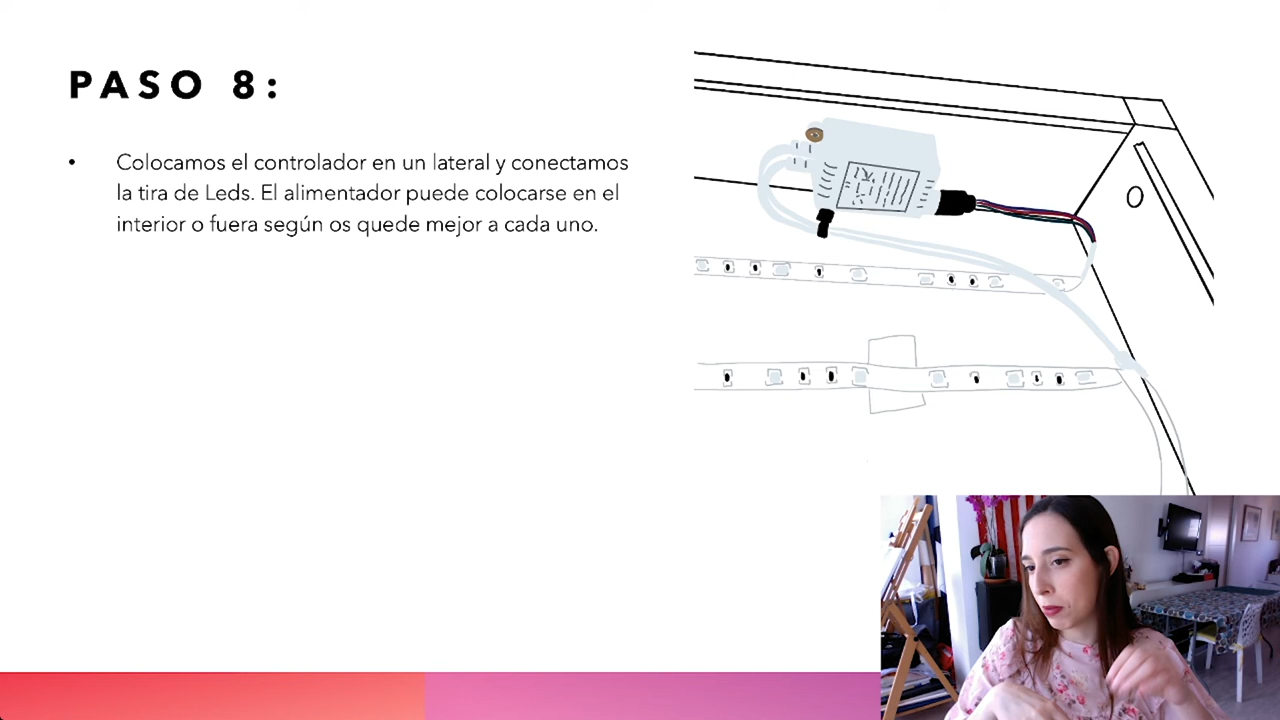 PASO 8:
• Colocamos el controlador en un lateral y conectamos
la tira de Leds. El alimentador puede colocarse en el
interior o fuera según os quede mejor a cada uno.